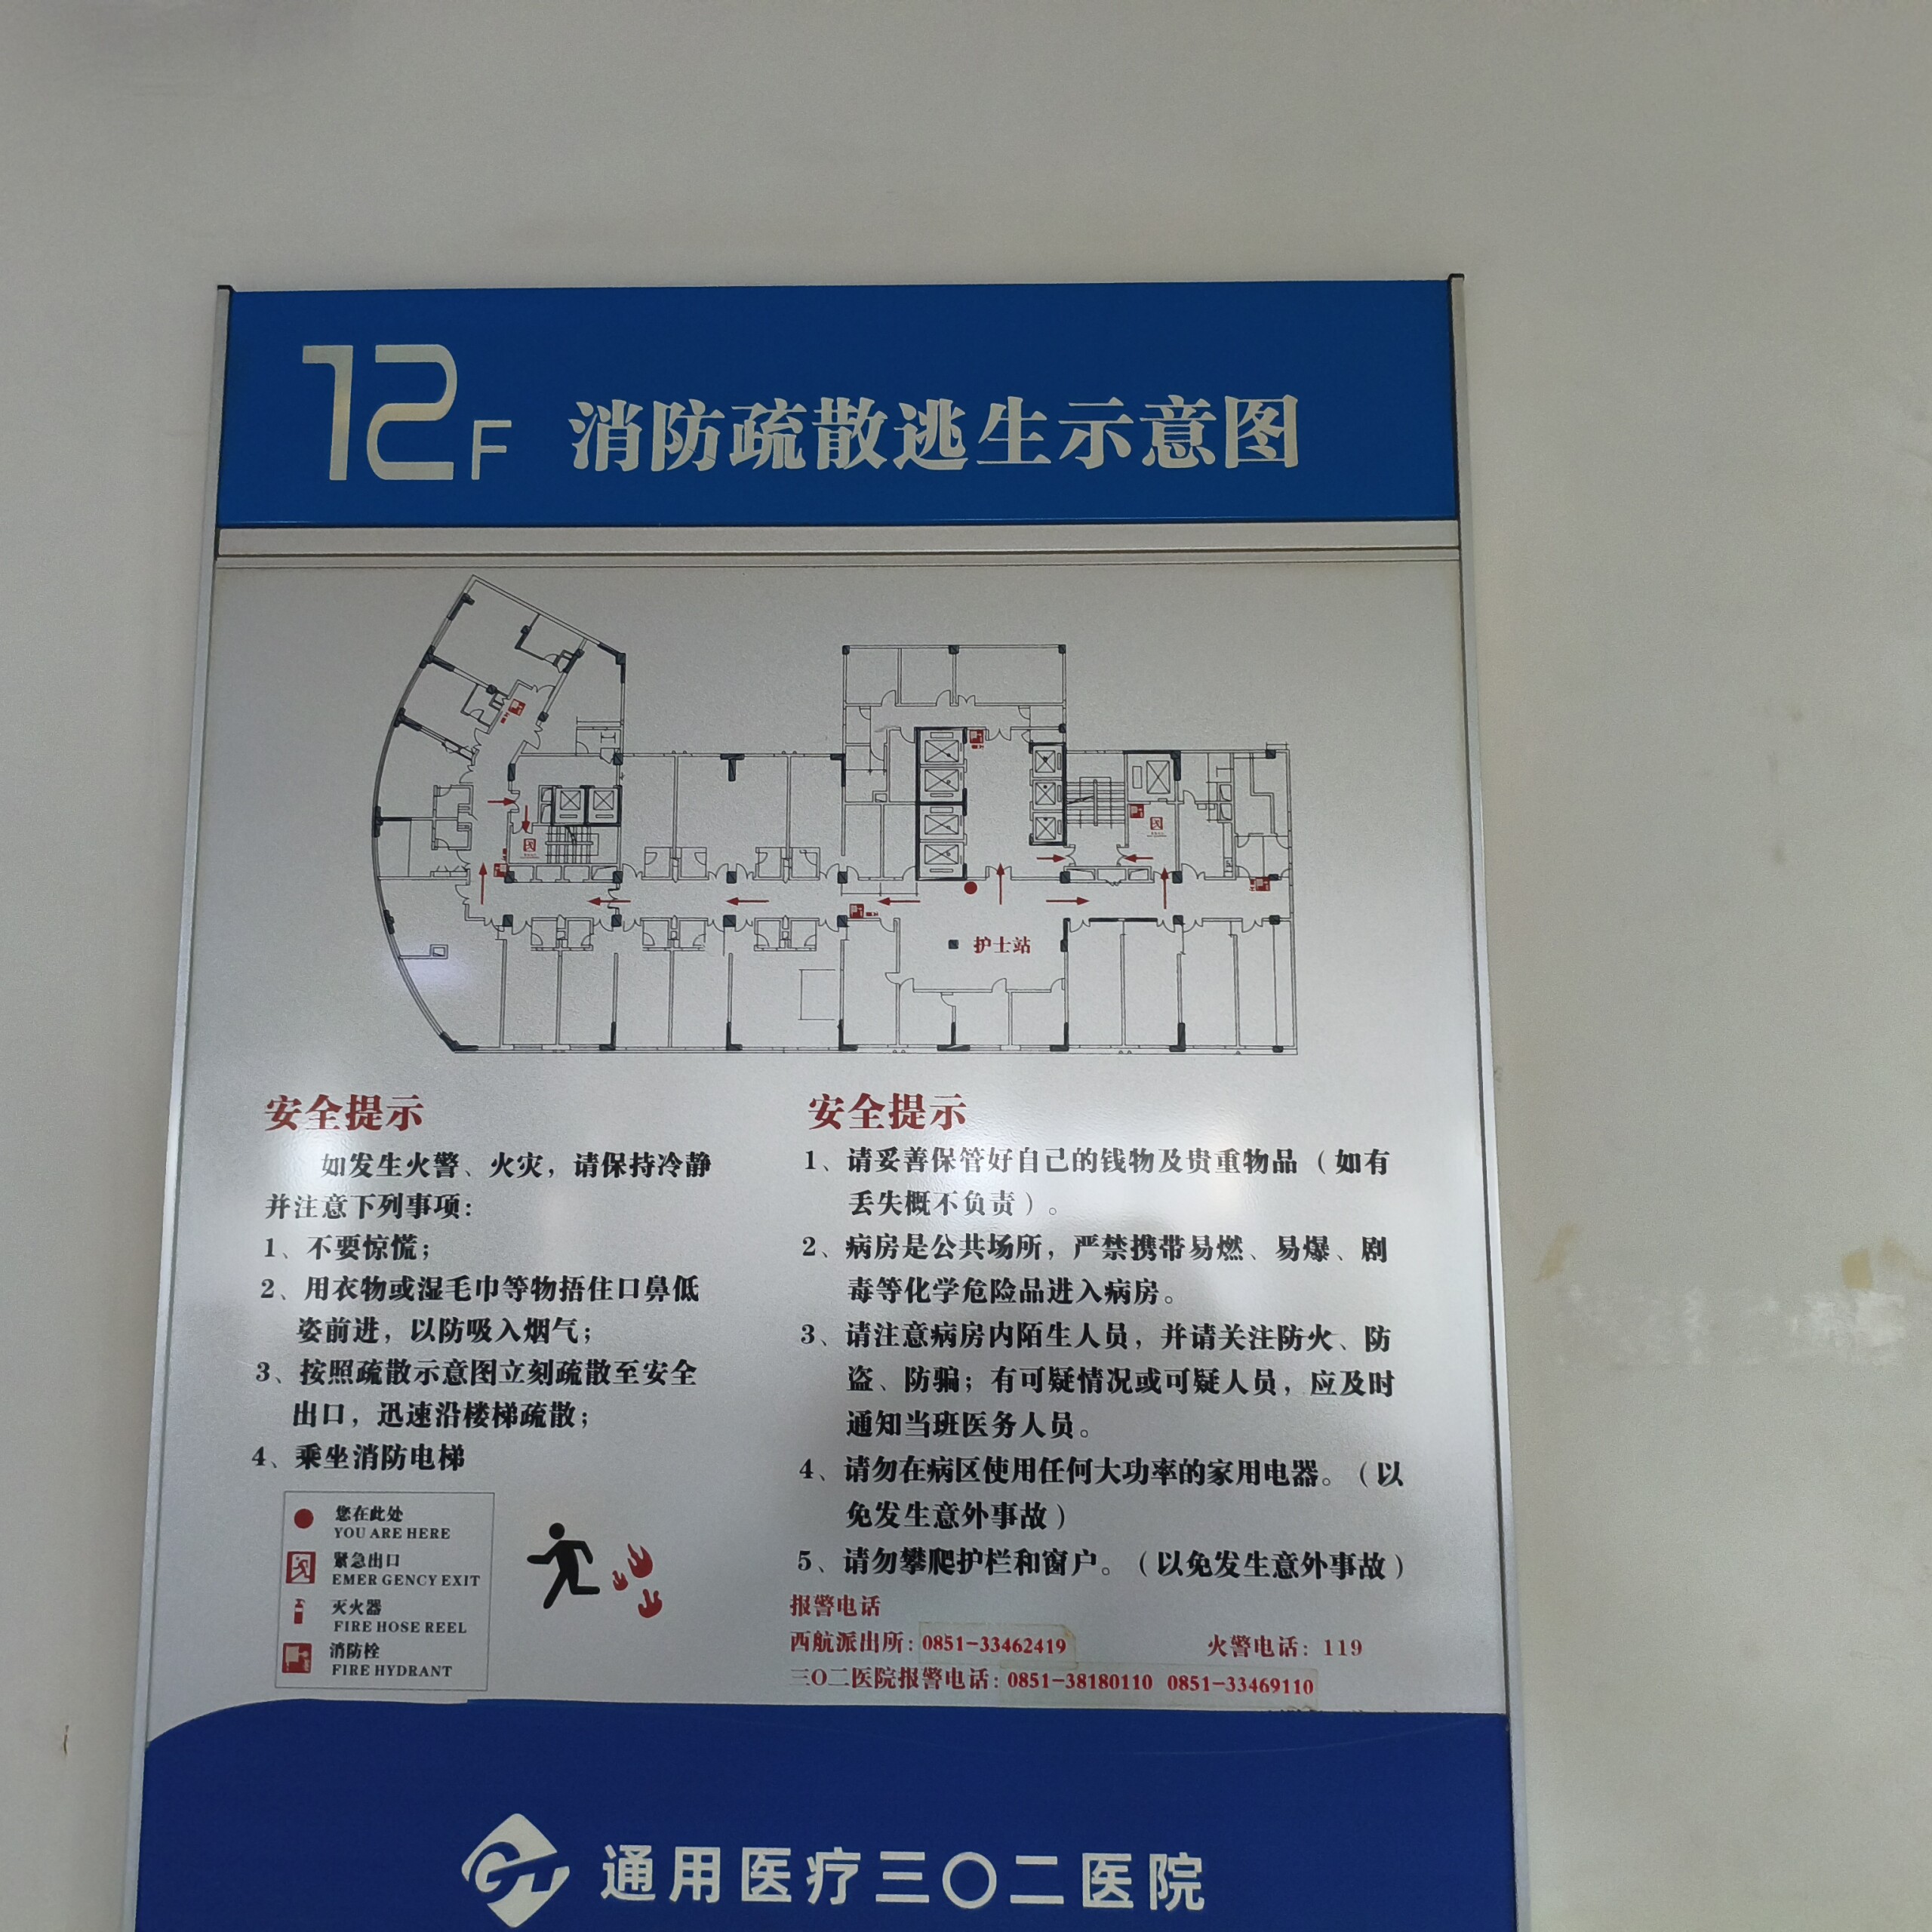 12F 消防疏散逃生示意图
护士站
安全提示
如发生火警、火灾，请保持冷静
并注意下列事项：
1、不要惊慌；
2、用衣物或湿毛巾等物捂住口鼻低
姿前进，以防吸入烟气；
3、按照疏散示意图立刻疏散至安全
出口，迅速沿楼梯疏散；
4、乘坐消防电梯
您在此处
YOU ARE HERE
紧急出口
EMER GENCY EXIT
灭火器
FIRE HOSE REEL
消防栓
FIRE HYDRANT
安全提示
1、请妥善保管好自己的钱物及贵重物品（如有
丢失概不负责）。
2、病房是公共场所，严禁携带易燃、易爆、剧
毒等化学危险品进入病房。
3、请注意病房内陌生人员，并请关注防火、防
盗、防骗；有可疑情况或可疑人员，应及时
通知当班医务人员。
4、请勿在病区使用任何大功率的家用电器。（以
免发生意外事故）
5、请勿攀爬护栏和窗户。（以免发生意外事故）
报警电话
西航派出所：0851-33462419 火警电话：119
三〇二医院报警电话：0851-38180110 0851-33469110
通用医疗三〇二医院